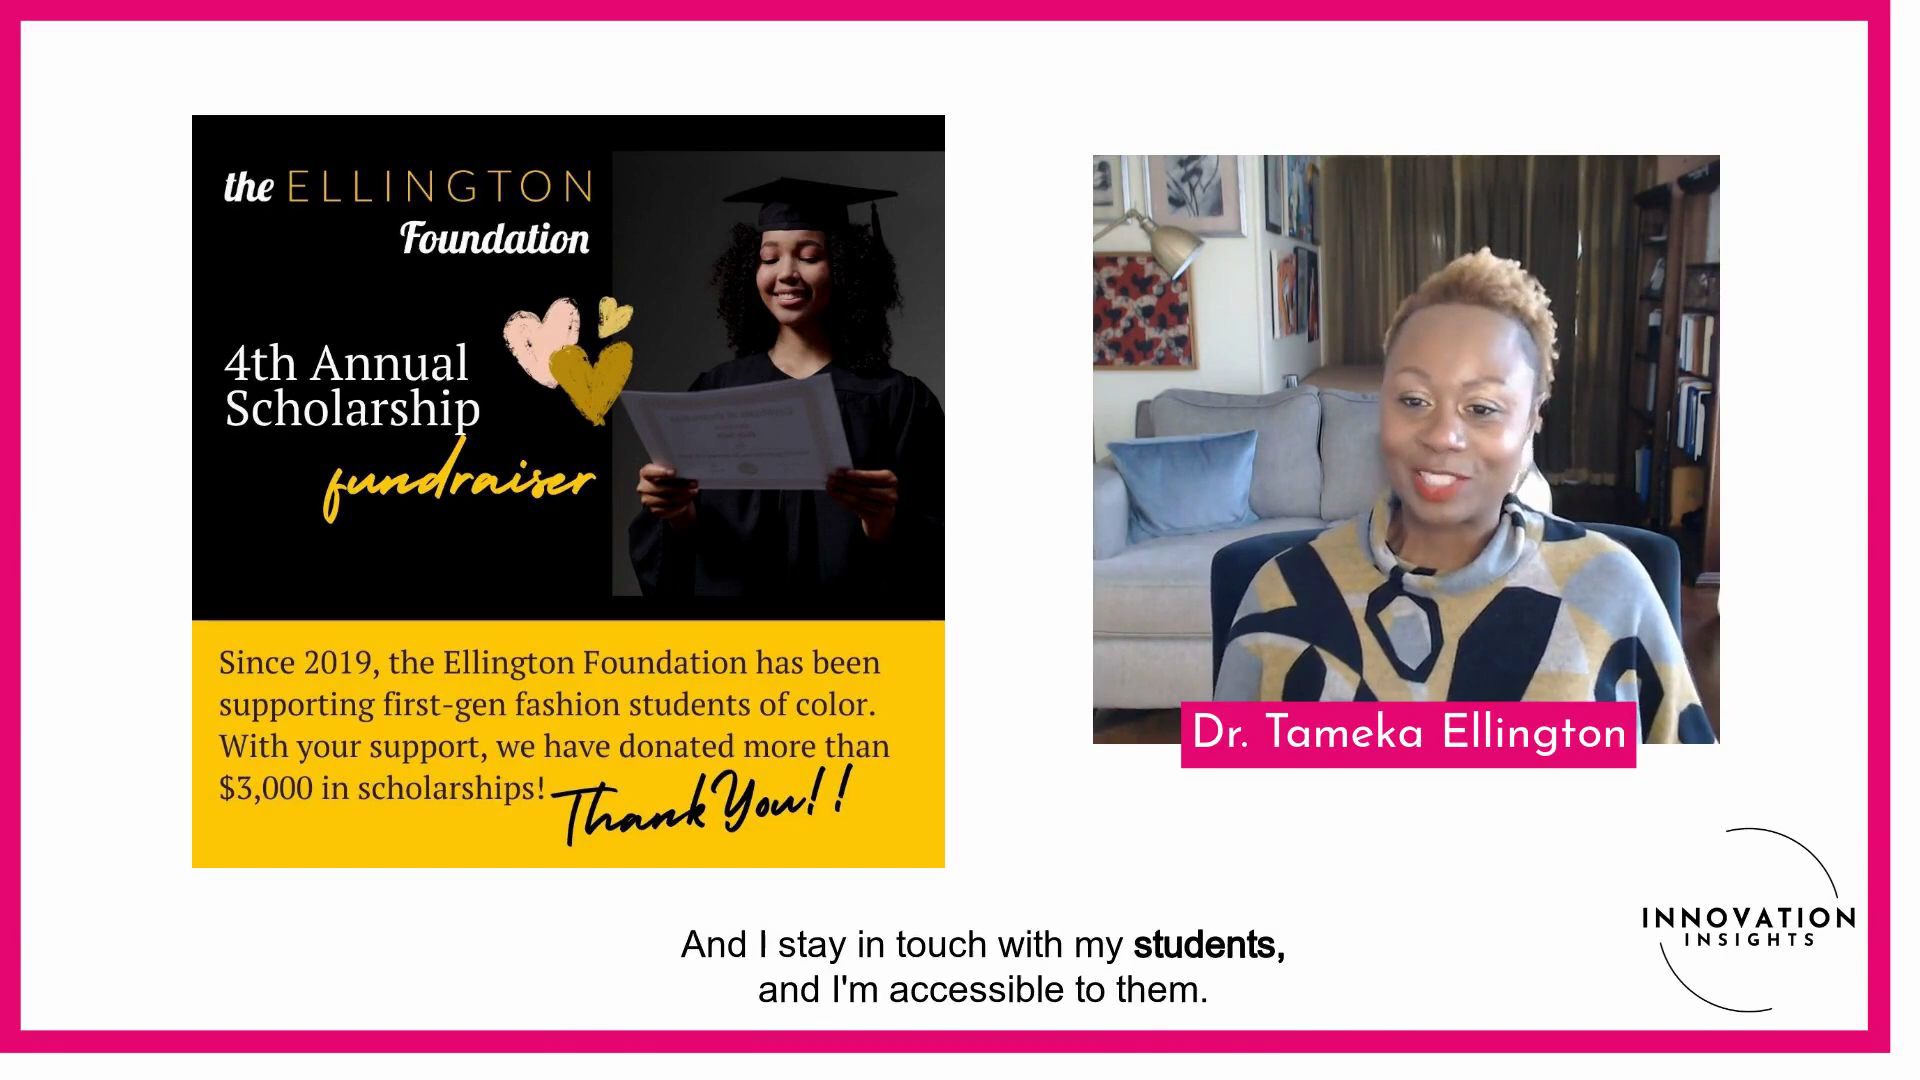 the ELLINGTON
Foundation
4th Annual
Scholarship
fundraiser
Since 2019, the Ellington Foundation has been
supporting first-gen fashion students of color.
With your support, we have donated more than
$3,000 in scholarships!
Thank You!!
Dr. Tameka Ellington
INNOVATION
INSIGHTS
And I stay in touch with my students,
and I'm accessible to them.